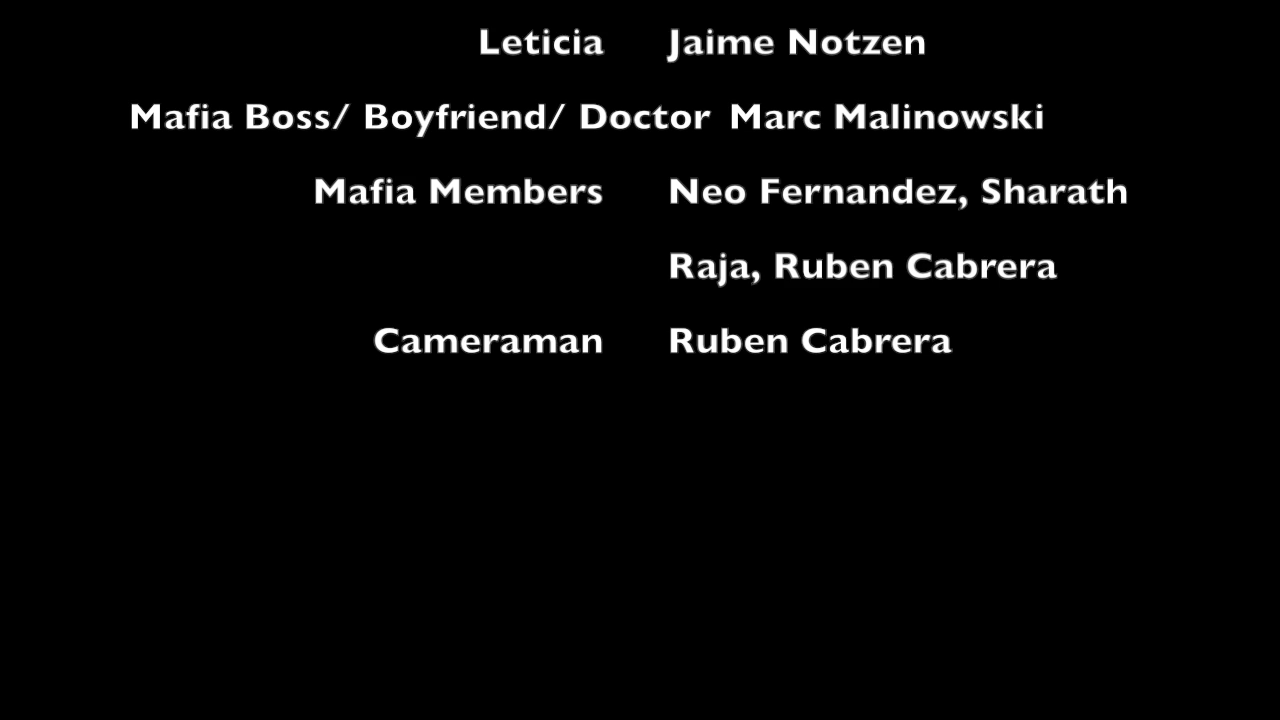 Leticia Jaime Notzen
Mafia Boss/ Boyfriend/ Doctor Marc Malinowski
Mafia Members Neo Fernandez, Sharath
Raja, Ruben Cabrera
Cameraman Ruben Cabrera